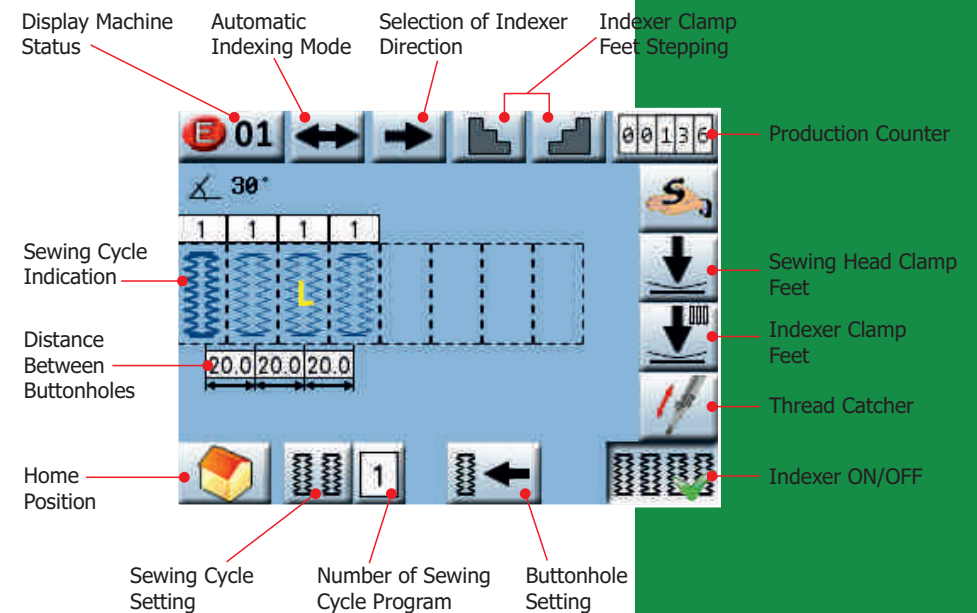 Display Machine
Status
Automatic
Indexing Mode
Selection of Indexer
Direction
Indexer Clamp
Feet Stepping
E 01
00136
Production Counter
30°
S
1 1 1 1
Sewing Cycle
Indication
L
Sewing Head Clamp
Feet
Indexer Clamp
Feet
Distance
Between
Buttonholes
20.0 20.0 20.0
Thread Catcher
Home
Position
1
Indexer ON/OFF
Sewing Cycle
Setting
Number of Sewing
Cycle Program
Buttonhole
Setting